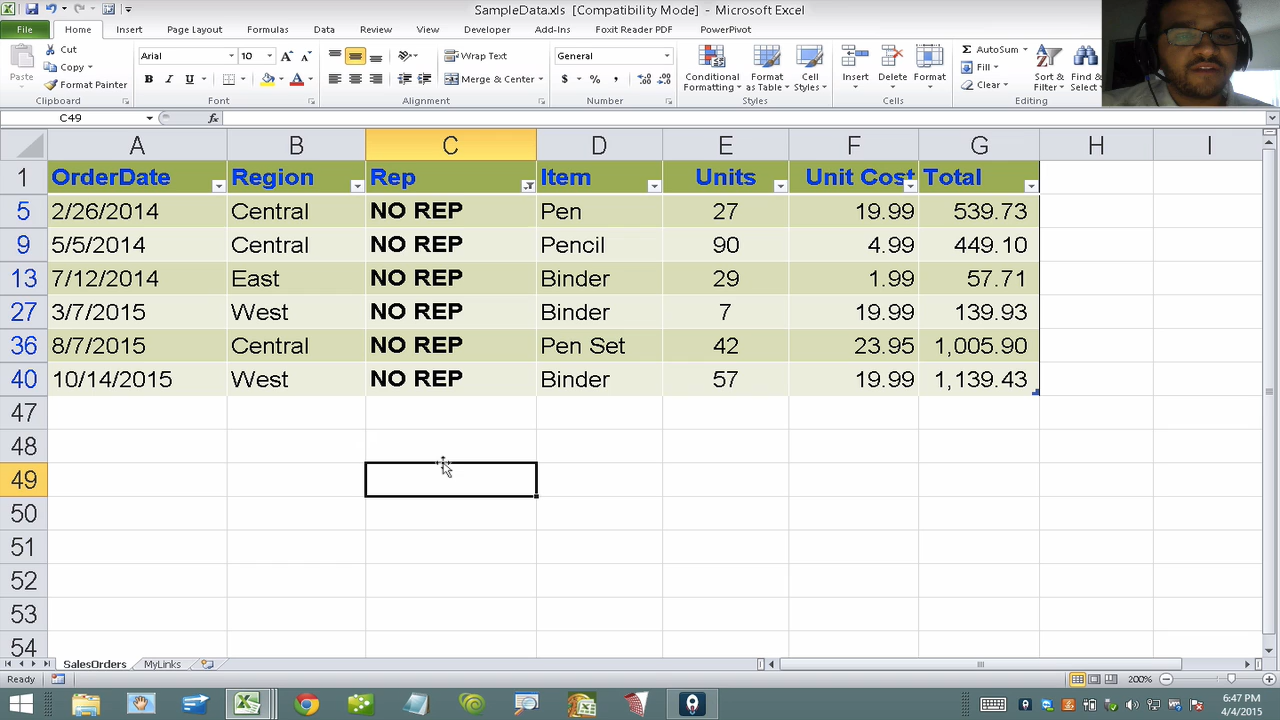 SampleData.xls [Compatibility Mode] - Microsoft Excel
File Home Insert Page Layout Formulas Data Review View Developer Add-Ins Foxit Reader PDF PowerPivot
Paste
Cut
Copy
Format Painter
Clipboard
Arial 10 A A
B I U A
Font
Wrap Text
Merge & Center
Alignment
General
$ % ,
Number
Conditional Formatting
Format as Table
Cell Styles
Styles
Insert Delete Format
Cells
AutoSum
Fill
Clear
Sort & Filter
Find & Select
Editing
C49 fx
A B C D E F G H I
1 OrderDate Region Rep Item Units Unit Cost Total
5 2/26/2014 Central NO REP Pen 27 19.99 539.73
9 5/5/2014 Central NO REP Pencil 90 4.99 449.10
13 7/12/2014 East NO REP Binder 29 1.99 57.71
27 3/7/2015 West NO REP Binder 7 19.99 139.93
36 8/7/2015 Central NO REP Pen Set 42 23.95 1,005.90
40 10/14/2015 West NO REP Binder 57 19.99 1,139.43
47
48
49
50
51
52
53
54
SalesOrders MyLinks
Ready 200%
6:47 PM
4/4/2015